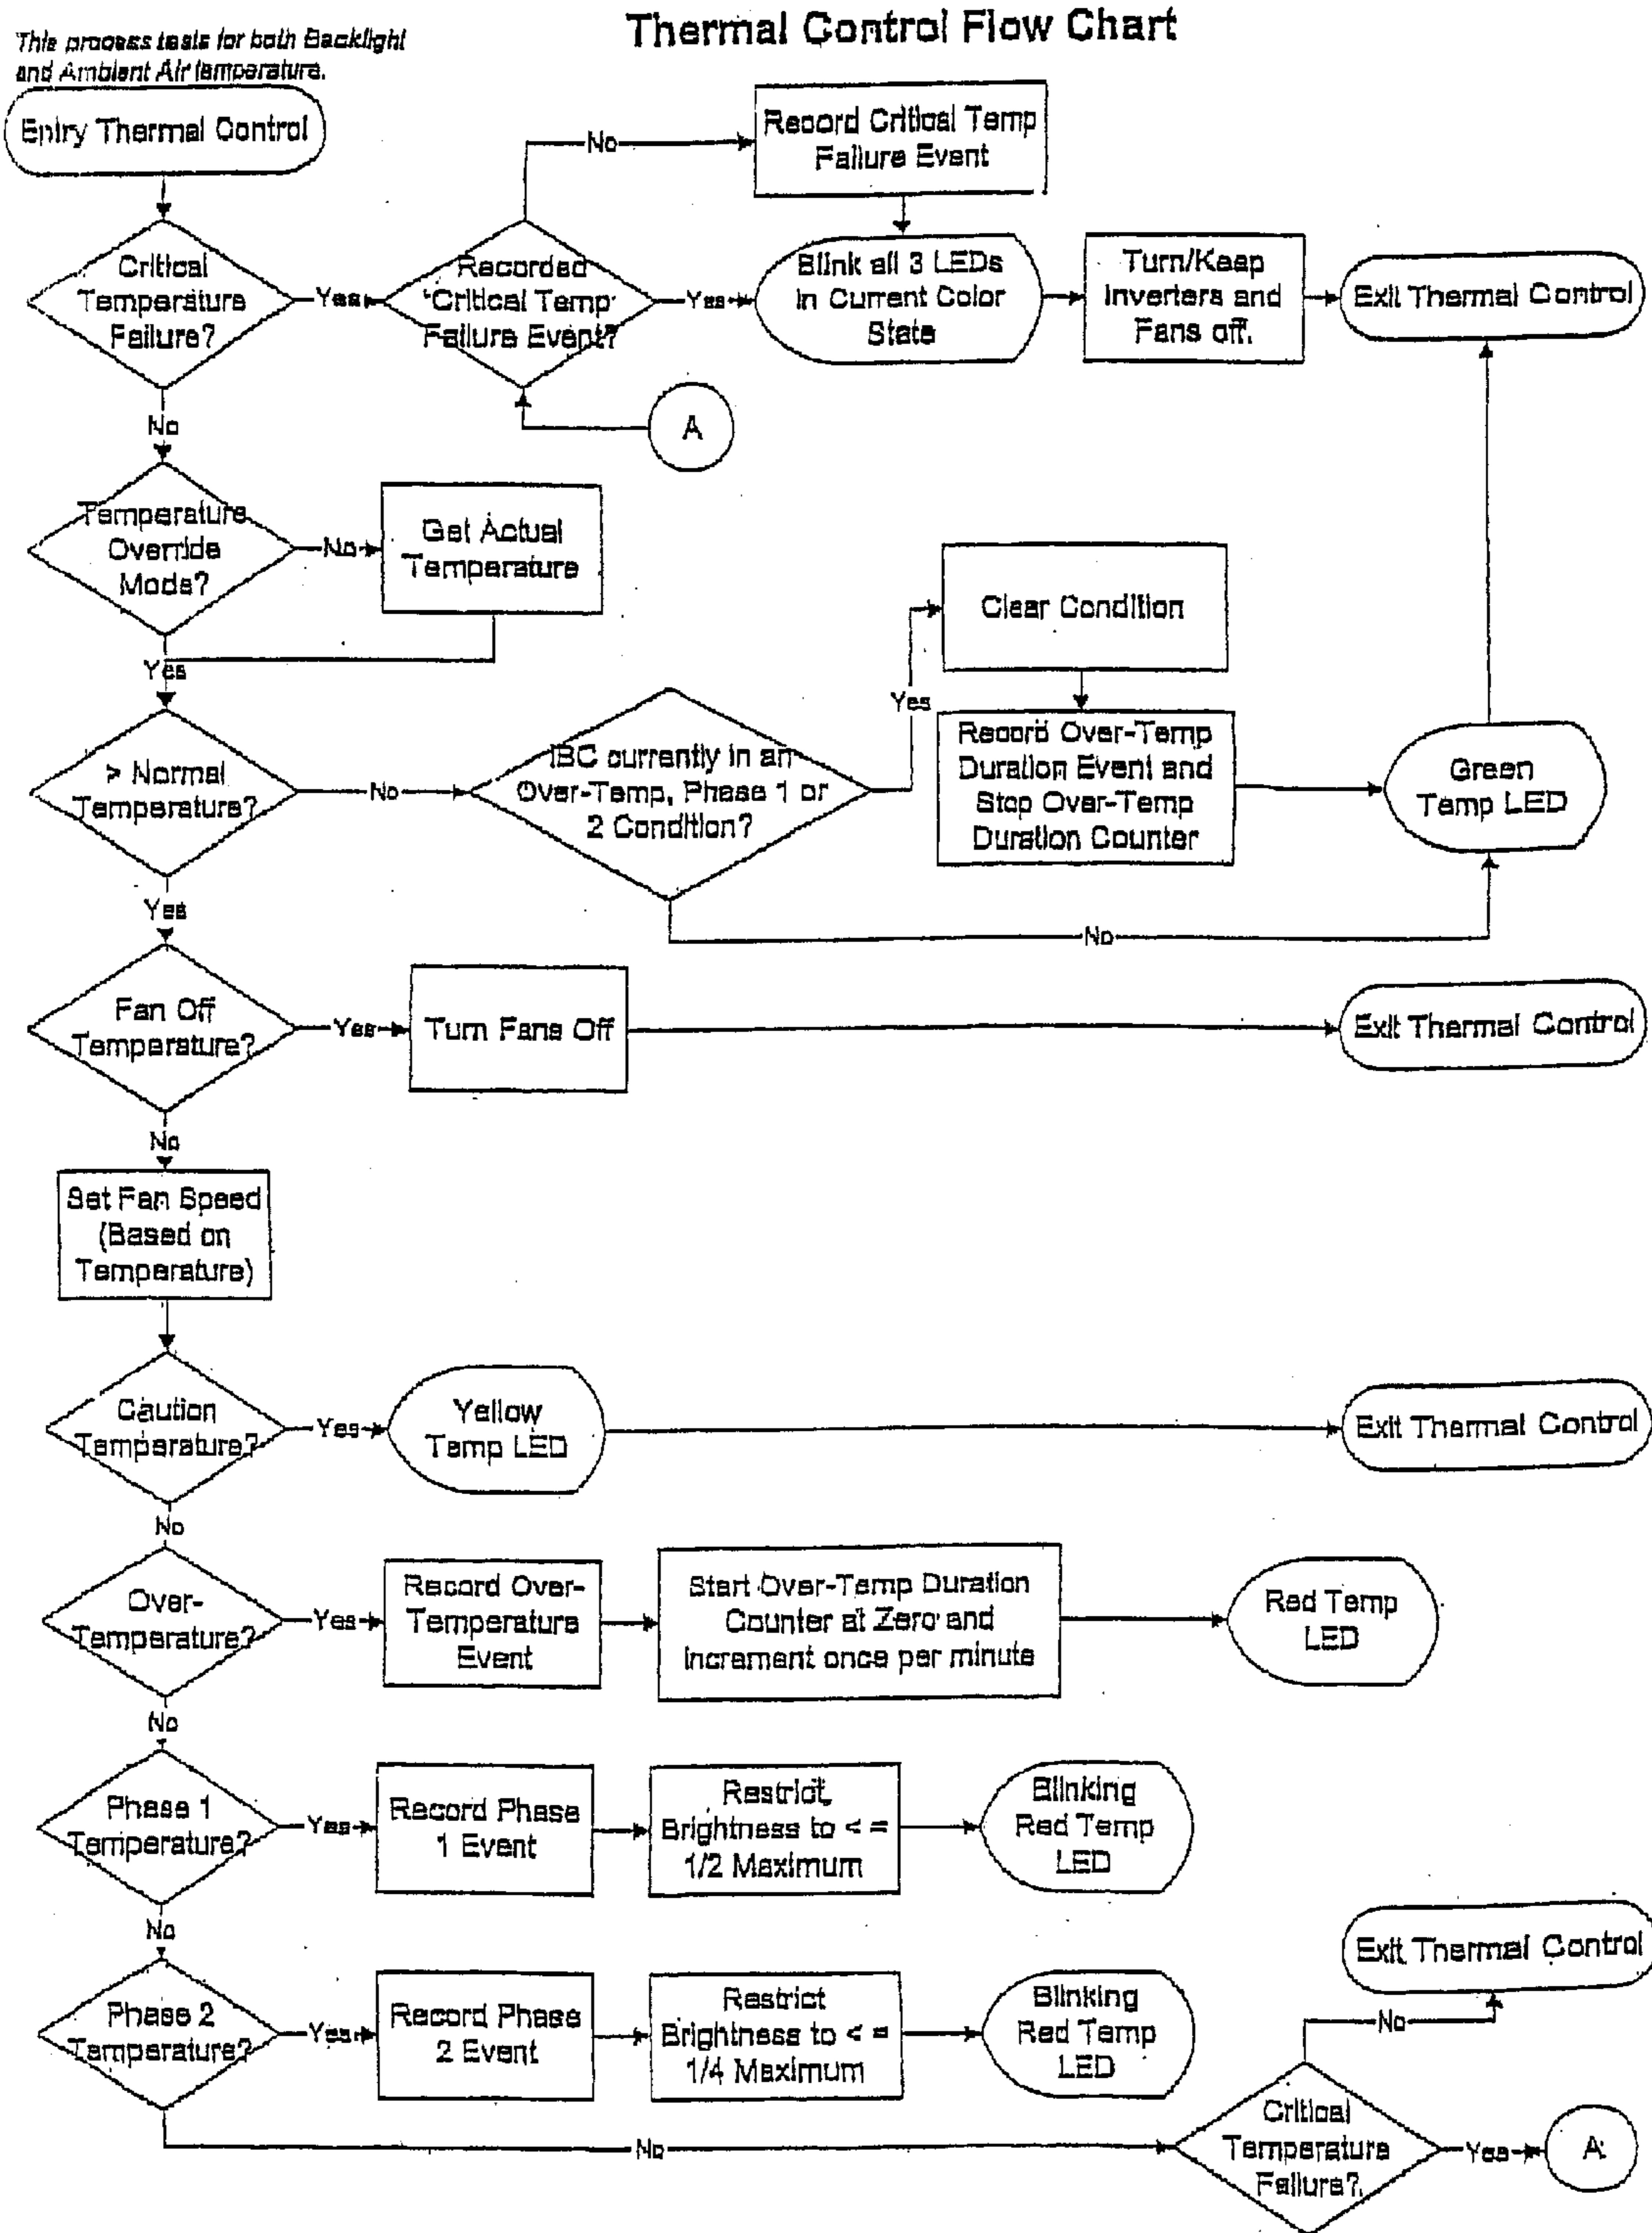 Thermal Control Flow Chart
This process tests for both Backlight
and Ambient Air temperature.
Entry Thermal Control
No
Record Critical Temp
Failure Event
Critical
Temperature
Failure?
Yes
Recorded
Critical Temp
Failure Event?
Yes
Blink all 3 LEDs
in Current Color
State
Turn/Keep
Inverters and
Fans off.
Exit Thermal Control
No
A
Temperature
Override
Mode?
No
Get Actual
Temperature
Yes
Clear Condition
Yes
> Normal
Temperature?
No
IBC currently in an
Over-Temp, Phase 1 or
2 Condition?
Record Over-Temp
Duration Event and
Stop Over-Temp
Duration Counter
Green
Temp LED
Yes
No
Fan Off
Temperature?
Yes
Turn Fans Off
Exit Thermal Control
No
Set Fan Speed
(Based on
Temperature)
Caution
Temperature?
Yes
Yellow
Temp LED
Exit Thermal Control
No
Over-
Temperature?
Yes
Record Over-
Temperature
Event
Start Over-Temp Duration
Counter at Zero and
Increment once per minute
Red Temp
LED
No
Phase 1
Temperature?
Yes
Record Phase
1 Event
Restrict
Brightness to < =
1/2 Maximum
Blinking
Red Temp
LED
No
Exit Thermal Control
Phase 2
Temperature?
Yes
Record Phase
2 Event
Restrict
Brightness to < =
1/4 Maximum
Blinking
Red Temp
LED
No
No
Critical
Temperature
Failure?
Yes
A